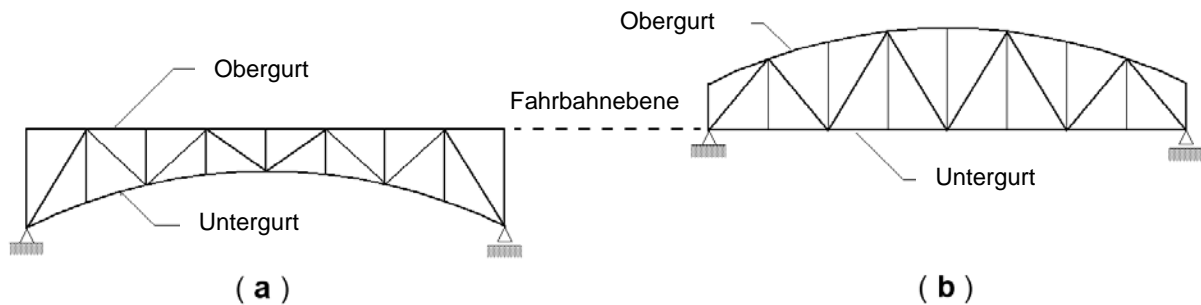 Obergurt
Untergurt
( a )
Fahrbahnebene
Obergurt
Untergurt
( b )